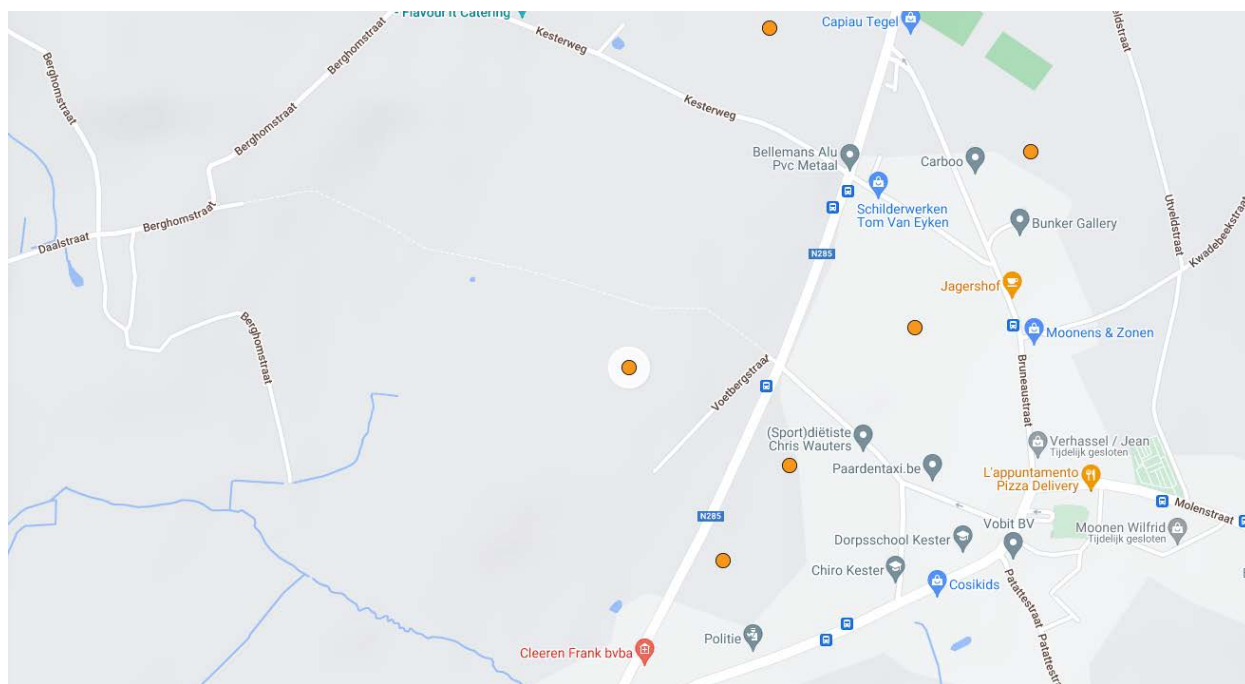 - Flavour It Catering
Kesterweg
Capiau Tegel
Utveldstraat
Berghomstraat
Berghomstraat
Berghomstraat
Kesterweg
Bellemans Alu
Pvc Metaal
Carboo
Schilderwerken
Tom Van Eyken
Bunker Gallery
Utveldstraat
Kwadebeekstraat
Daalstraat
Berghomstraat
N285
Jagershof
Moonens & Zonen
Berghomstraat
Voetbergstraat
Bruneaustraat
(Sport)diëtiste
Chris Wauters
Verhassel / Jean
Tijdelijk gesloten
Paardentaxi.be
L'appuntamento
Pizza Delivery
Molenstraat
N285
Vobit BV
Moonen Wilfrid
Tijdelijk gesloten
Dorpsschool Kester
Chiro Kester
Cosikids
Patattestraat
Politie
Patattestraat
Cleeren Frank bvba